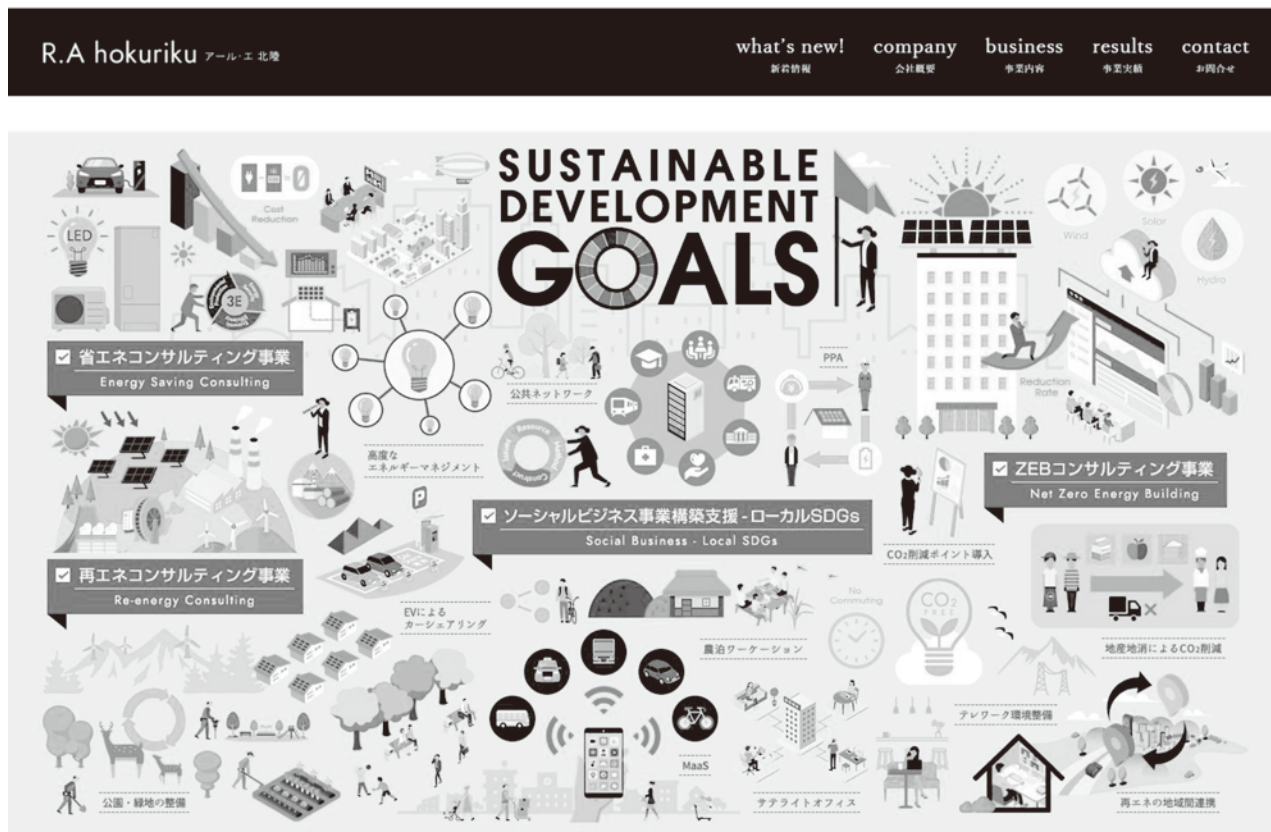 R.A hokuriku アール・エ 北陸
what's new!
新着情報
company
会社概要
business
事業内容
results
事業実績
contact
お問合せ
SUSTAINABLE
DEVELOPMENT
GOALS
Cost
Reduction
LED
3E
Wind
Solar
Hydro
省エネコンサルティング事業
Energy Saving Consulting
公共ネットワーク
PPA
Reduction
Rate
高度な
エネルギーマネジメント
Resource
P
ソーシャルビジネス事業構築支援 - ローカルSDGs
Social Business - Local SDGs
ZEBコンサルティング事業
Net Zero Energy Building
CO₂削減ポイント導入
再エネコンサルティング事業
Re-energy Consulting
EVによる
カーシェアリング
No
Commuting
CO₂
FREE
農泊ワーケーション
地産地消によるCO₂削減
テレワーク環境整備
MaaS
公園・緑地の整備
サテライトオフィス
再エネの地域間連携